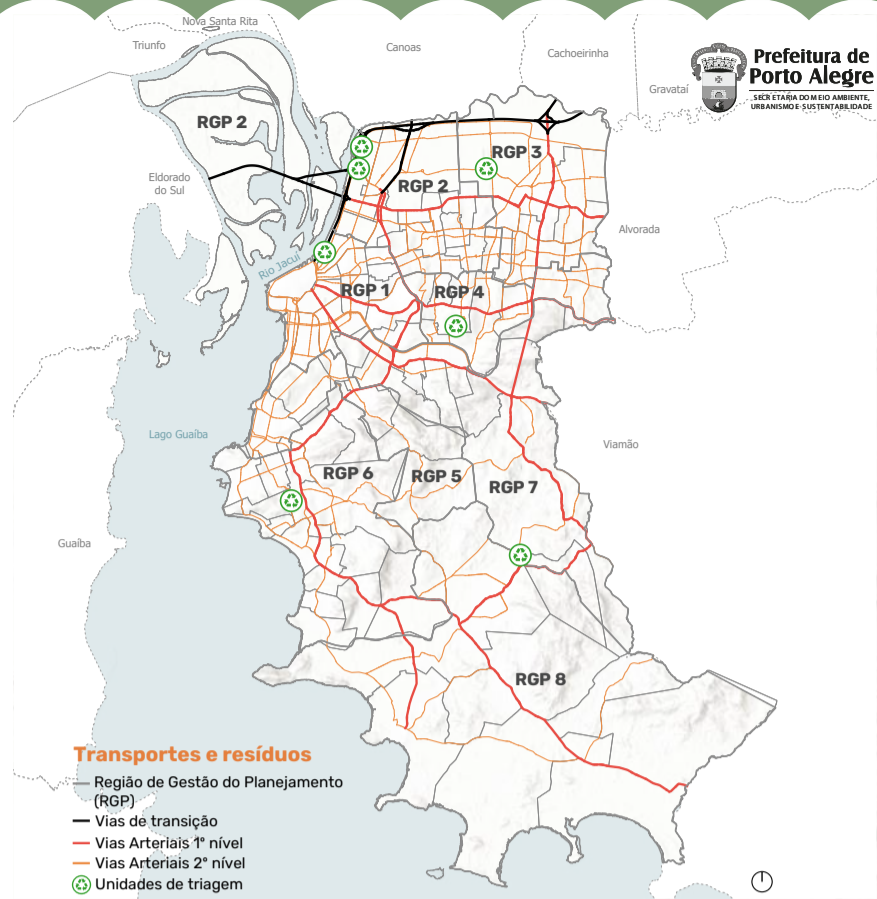 Nova Santa Rita
Triunfo
Canoas
Cachoeirinha
Prefeitura de
Porto Alegre
SECRETARIA DO MEIO AMBIENTE,
URBANISMO E SUSTENTABILIDADE
Gravataí
RGP 2
RGP 3
Eldorado
do Sul
RGP 2
Alvorada
Rio Jacuí
RGP 1
RGP 4
Lago Guaíba
Viamão
RGP 6
RGP 5
RGP 7
Guaíba
RGP 8
Transportes e resíduos
Região de Gestão do Planejamento
(RGP)
Vias de transição
Vias Arteriais 1º nível
Vias Arteriais 2º nível
Unidades de triagem